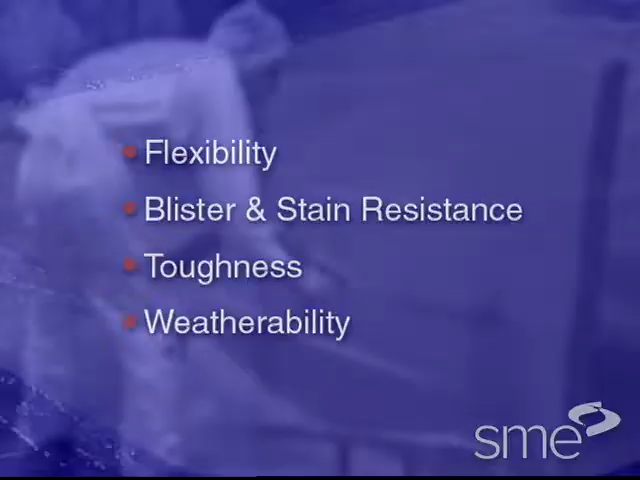 Flexibility
Blister & Stain Resistance
Toughness
Weatherability
sme